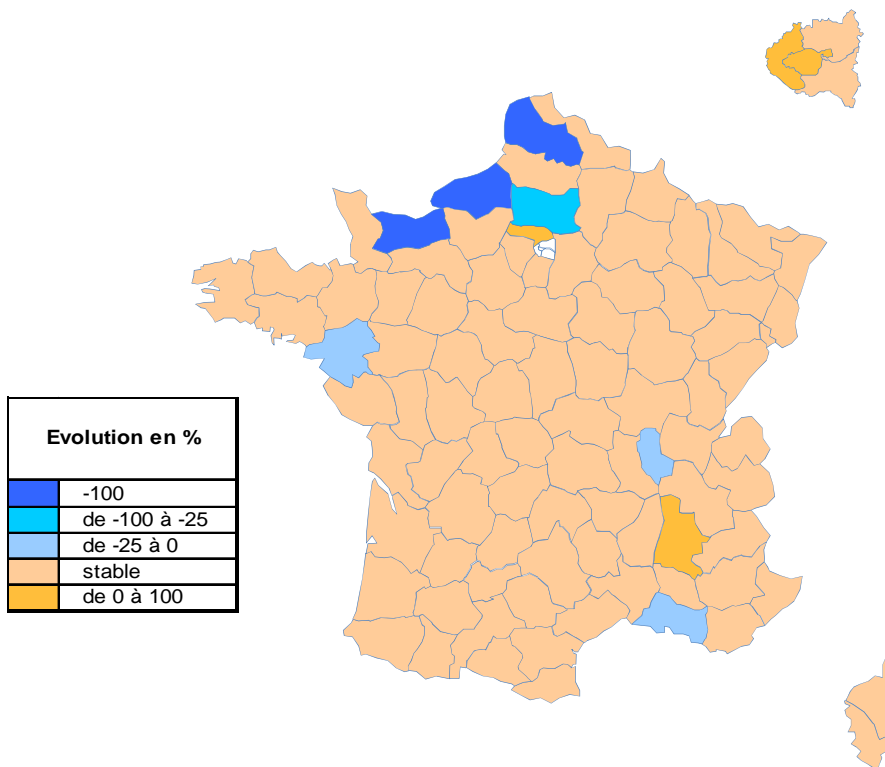 Evolution en %
-100
de -100 à -25
de -25 à 0
stable
de 0 à 100